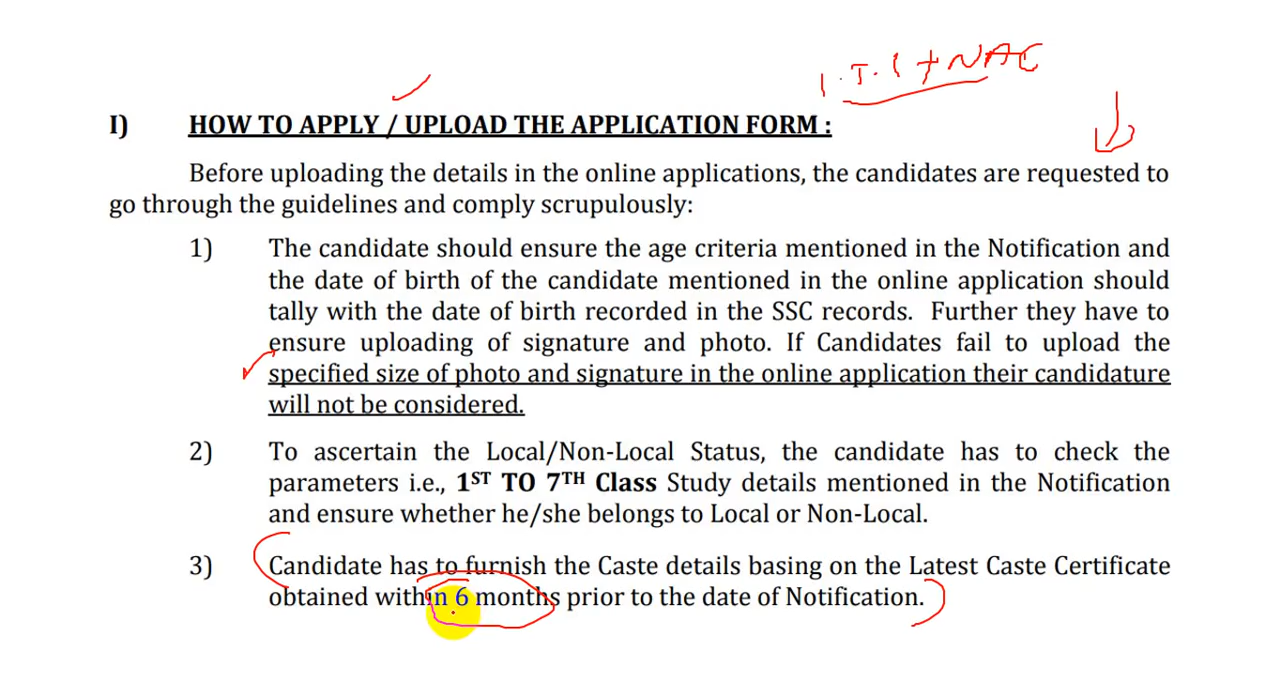 I.T.I + NAC
I) HOW TO APPLY / UPLOAD THE APPLICATION FORM :
Before uploading the details in the online applications, the candidates are requested to
go through the guidelines and comply scrupulously:
1) The candidate should ensure the age criteria mentioned in the Notification and
the date of birth of the candidate mentioned in the online application should
tally with the date of birth recorded in the SSC records. Further they have to
ensure uploading of signature and photo. If Candidates fail to upload the
specified size of photo and signature in the online application their candidature
will not be considered.
2) To ascertain the Local/Non-Local Status, the candidate has to check the
parameters i.e., 1ST TO 7TH Class Study details mentioned in the Notification
and ensure whether he/she belongs to Local or Non-Local.
3) Candidate has to furnish the Caste details basing on the Latest Caste Certificate
obtained within 6 months prior to the date of Notification.